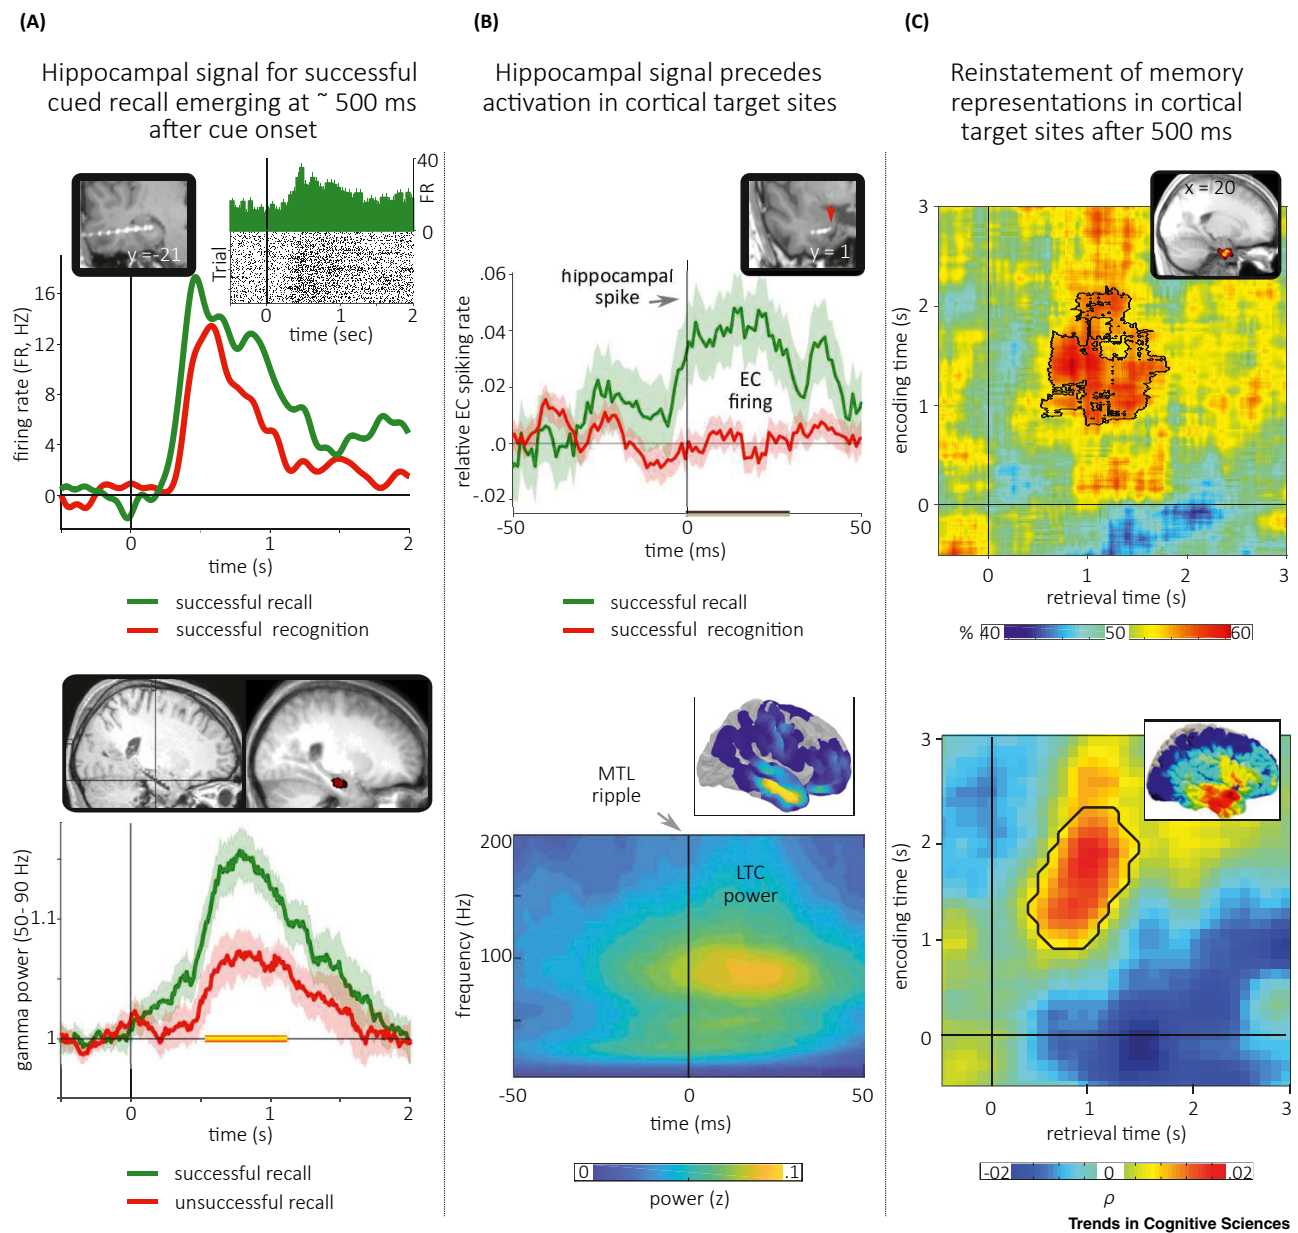 (A)
Hippocampal signal for successful
cued recall emerging at ~ 500 ms
after cue onset
y = -21
40
FR
0
Trial
0
1
2
time (sec)
16
12
8
4
0
firing rate (FR, HZ)
0
1
2
time (s)
successful recall
successful recognition
1.1
1
gamma power (50- 90 Hz)
0
1
2
time (s)
successful recall
unsuccessful recall
(B)
Hippocampal signal precedes
activation in cortical target sites
y = 1
hippocampal
spike
EC
firing
.06
.04
.02
.0
-.02
relative EC spiking rate
-50
0
50
time (ms)
successful recall
successful recognition
MTL
ripple
LTC
power
200
100
frequency (Hz)
-50
0
50
time (ms)
0
.1
power (z)
(C)
Reinstatement of memory
representations in cortical
target sites after 500 ms
x = 20
3
2
1
0
encoding time (s)
0
1
2
3
retrieval time (s)
% 40
50
60
3
2
1
0
encoding time (s)
0
1
2
3
retrieval time (s)
-02
0
.02
ρ
Trends in Cognitive Sciences